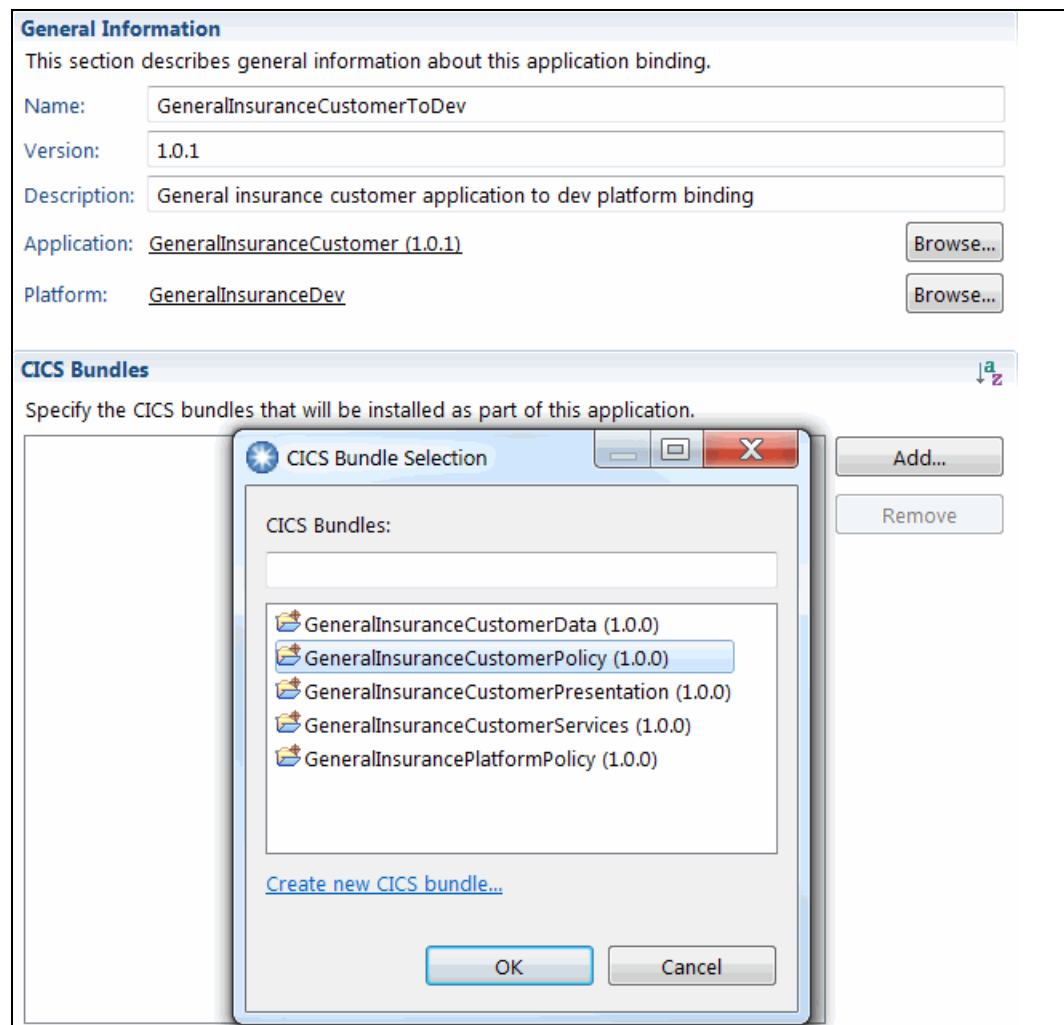 General Information
This section describes general information about this application binding.
Name: GeneralInsuranceCustomerToDev
Version: 1.0.1
Description: General insurance customer application to dev platform binding
Application: GeneralInsuranceCustomer (1.0.1) Browse...
Platform: GeneralInsuranceDev Browse...
CICS Bundles
Specify the CICS bundles that will be installed as part of this application.
CICS Bundle Selection
Add...
Remove
CICS Bundles:
GeneralInsuranceCustomerData (1.0.0)
GeneralInsuranceCustomerPolicy (1.0.0)
GeneralInsuranceCustomerPresentation (1.0.0)
GeneralInsuranceCustomerServices (1.0.0)
GeneralInsurancePlatformPolicy (1.0.0)
Create new CICS bundle...
OK Cancel